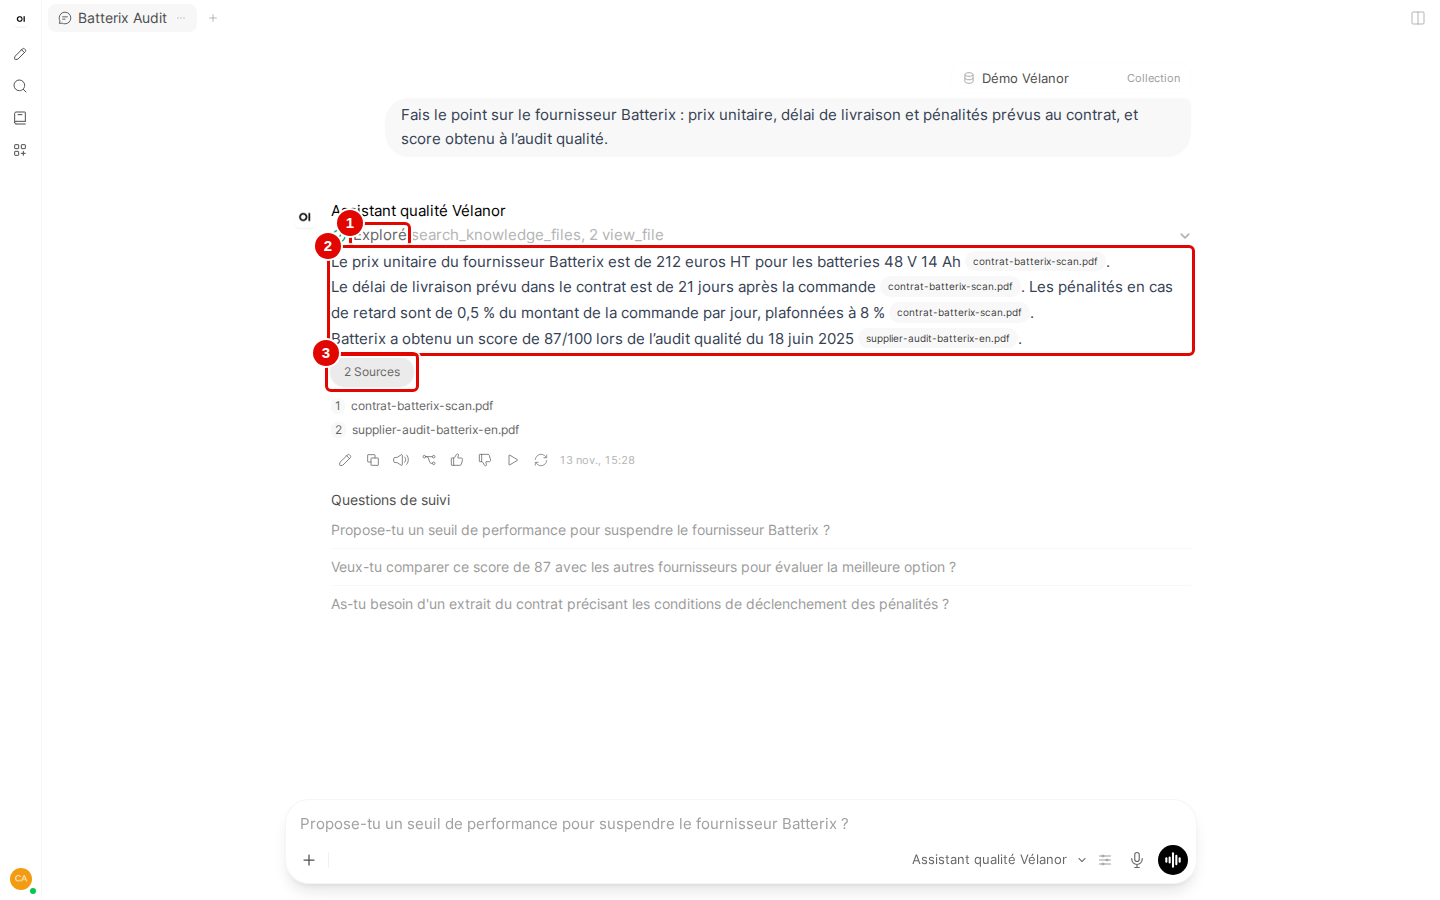 OI
Batterix Audit
Démo Vélanor
Collection
Fais le point sur le fournisseur Batterix : prix unitaire, délai de livraison et pénalités prévus au contrat, et
score obtenu à l’audit qualité.
OI
Assistant qualité Vélanor
1
Exploré search_knowledge_files, 2 view_file
2
Le prix unitaire du fournisseur Batterix est de 212 euros HT pour les batteries 48 V 14 Ah contrat-batterix-scan.pdf .
Le délai de livraison prévu dans le contrat est de 21 jours après la commande contrat-batterix-scan.pdf . Les pénalités en cas
de retard sont de 0,5 % du montant de la commande par jour, plafonnées à 8 % contrat-batterix-scan.pdf .
Batterix a obtenu un score de 87/100 lors de l’audit qualité du 18 juin 2025 supplier-audit-batterix-en.pdf .
3
2 Sources
1 contrat-batterix-scan.pdf
2 supplier-audit-batterix-en.pdf
13 nov., 15:28
Questions de suivi
Propose-tu un seuil de performance pour suspendre le fournisseur Batterix ?
Veux-tu comparer ce score de 87 avec les autres fournisseurs pour évaluer la meilleure option ?
As-tu besoin d'un extrait du contrat précisant les conditions de déclenchement des pénalités ?
Propose-tu un seuil de performance pour suspendre le fournisseur Batterix ?
Assistant qualité Vélanor
CA